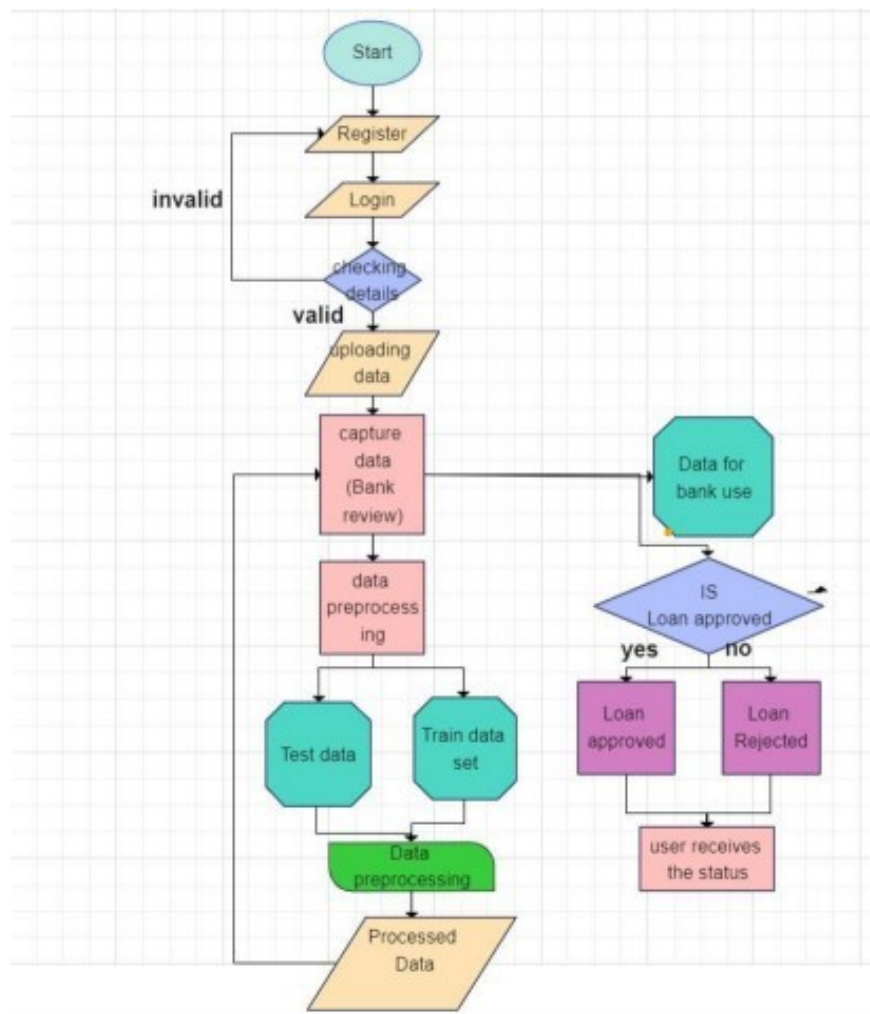 Start
Register
Login
invalid
checking
details
valid
uploading
data
capture
data
(Bank
review)
Data for
bank use
data
preprocess
ing
IS
Loan approved
yes
no
Test data
Train data
set
Loan
approved
Loan
Rejected
Data
preprocessing
user receives
the status
Processed
Data